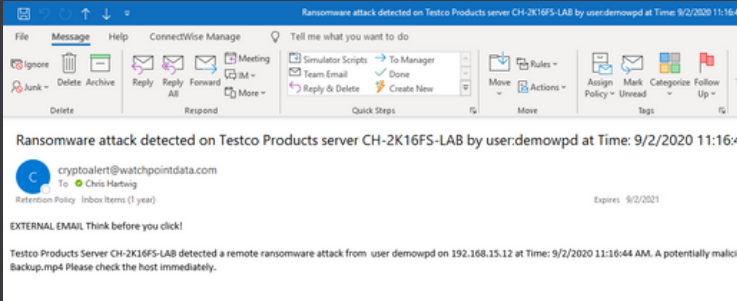 Ransomware attack detected on Testco Products server CH-2K16FS-LAB by user:demowpd at Time: 9/2/2020 11:16:4
File Message Help ConnectWise Manage Tell me what you want to do
Ignore
Junk
Delete
Archive
Delete
Reply
Reply All
Forward
Meeting
IM
More
Respond
Simulator Scripts
To Manager
Team Email
Done
Reply & Delete
Create New
Quick Steps
Move
Rules
Actions
Move
Assign Policy
Mark Unread
Categorize
Follow Up
Tags
Ransomware attack detected on Testco Products server CH-2K16FS-LAB by user:demowpd at Time: 9/2/2020 11:16:4
C
cryptoalert@watchpointdata.com
To Chris Hartwig
Retention Policy Inbox Items (1 year)
Expires 9/2/2021
EXTERNAL EMAIL Think before you click!
Testco Products Server CH-2K16FS-LAB detected a remote ransomware attack from user demowpd on 192.168.15.12 at Time: 9/2/2020 11:16:44 AM. A potentially malici
Backup.mp4 Please check the host immediately.